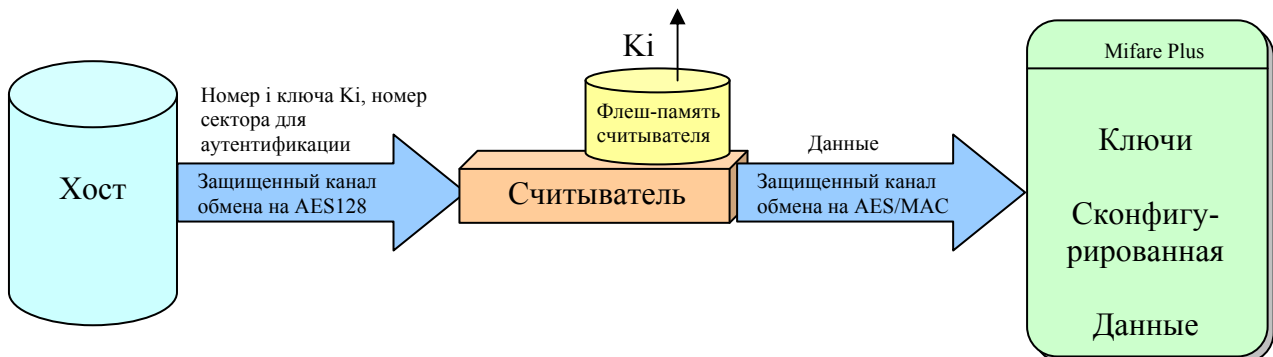 Хост
Номер i ключа Ki, номер
сектора для
аутентификации
Защищенный канал
обмена на AES128
Ki
Флеш-память
считывателя
Считыватель
Данные
Защищенный канал
обмена на AES/MAC
Mifare Plus
Ключи
Сконфигу-
рированная
Данные